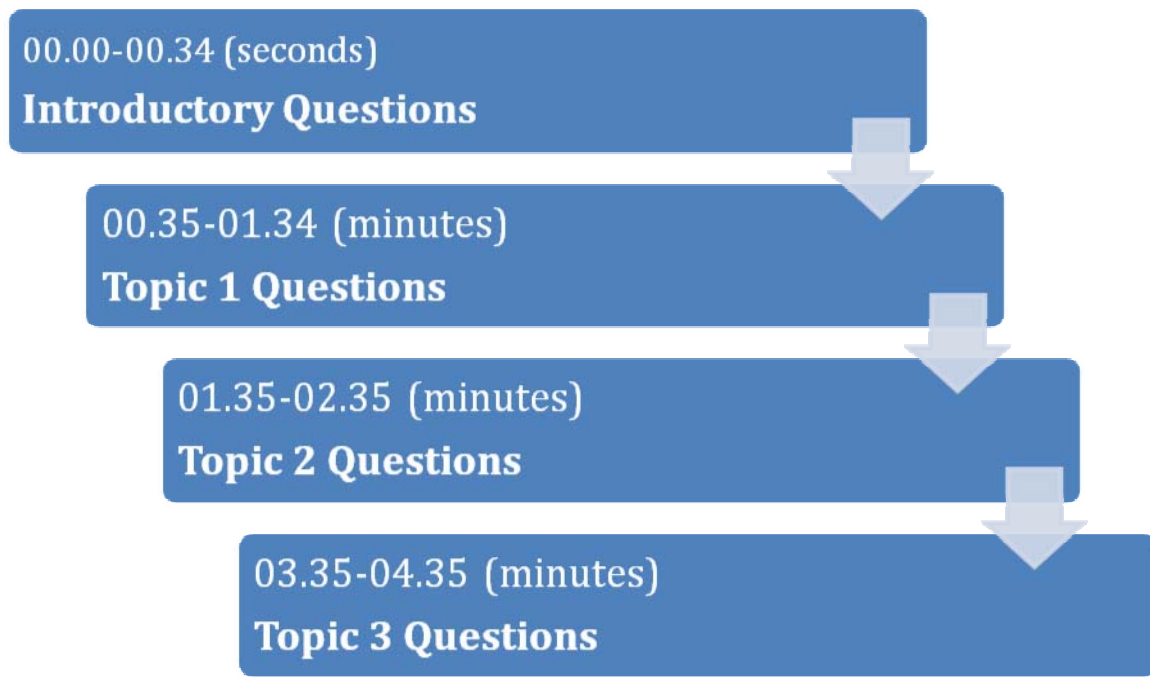 00.00-00.34 (seconds)
Introductory Questions
00.35-01.34 (minutes)
Topic 1 Questions
01.35-02.35 (minutes)
Topic 2 Questions
03.35-04.35 (minutes)
Topic 3 Questions